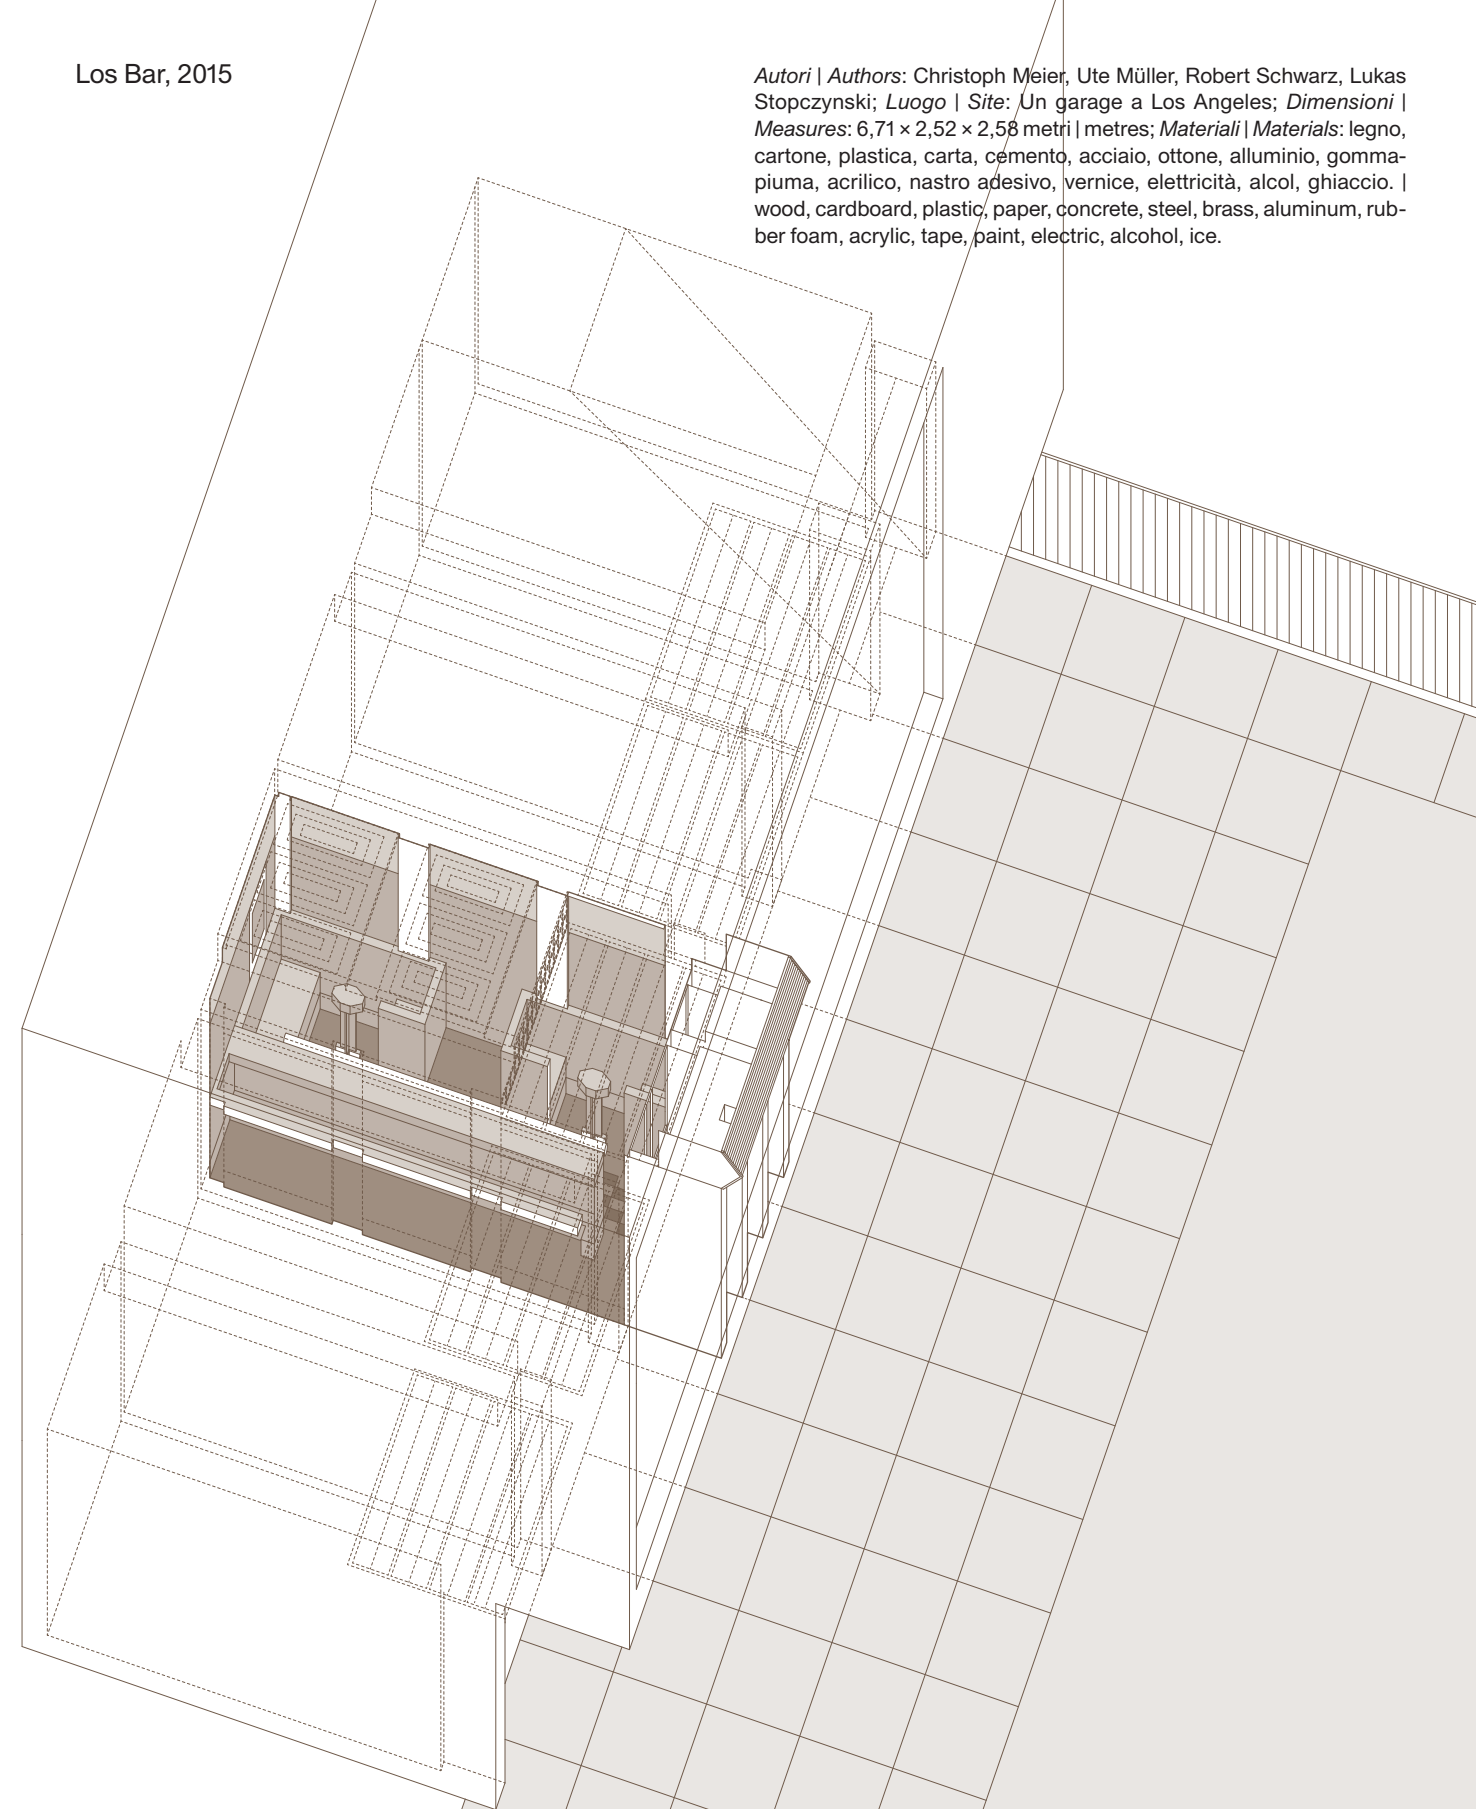 Los Bar, 2015
Autori | Authors: Christoph Meier, Ute Müller, Robert Schwarz, Lukas
Stopczynski; Luogo | Site: Un garage a Los Angeles; Dimensioni |
Measures: 6,71 × 2,52 × 2,58 metri | metres; Materiali | Materials: legno,
cartone, plastica, carta, cemento, acciaio, ottone, alluminio, gomma-
piuma, acrilico, nastro adesivo, vernice, elettricità, alcol, ghiaccio. |
wood, cardboard, plastic, paper, concrete, steel, brass, aluminum, rub-
ber foam, acrylic, tape, paint, electric, alcohol, ice.